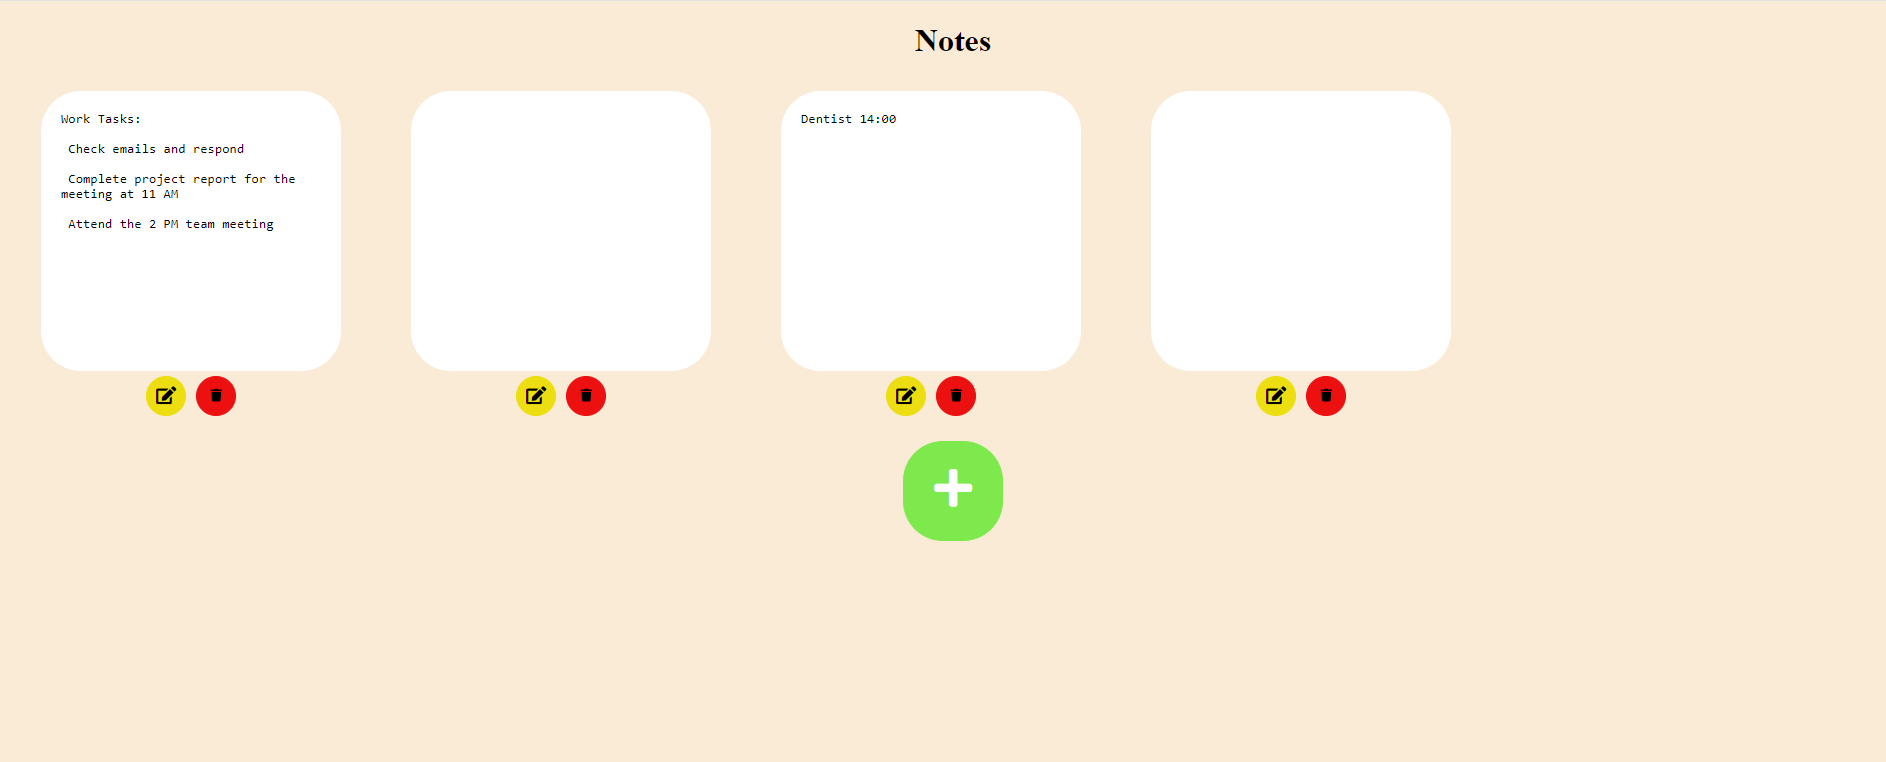 Notes
Work Tasks:
Check emails and respond
Complete project report for the
meeting at 11 AM
Attend the 2 PM team meeting
Dentist 14:00